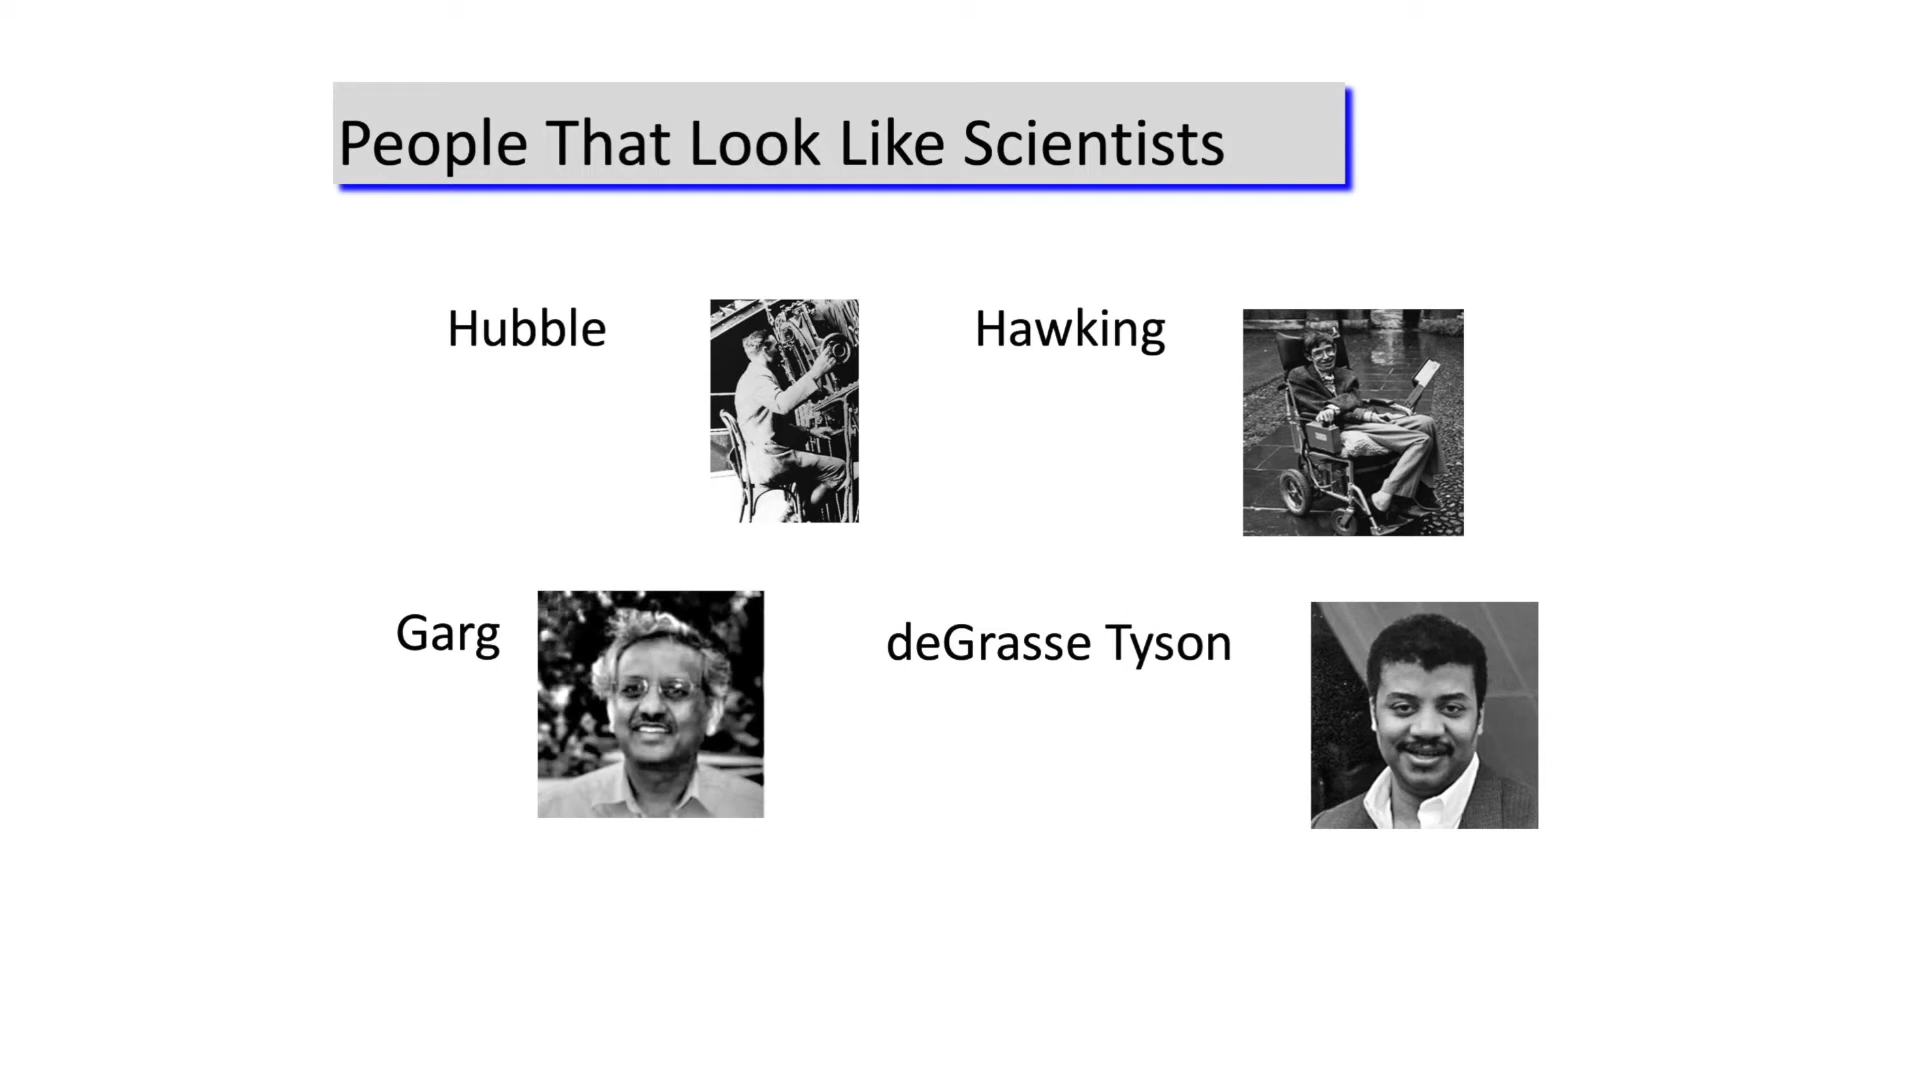 People That Look Like Scientists
Hubble
Hawking
Garg
deGrasse Tyson